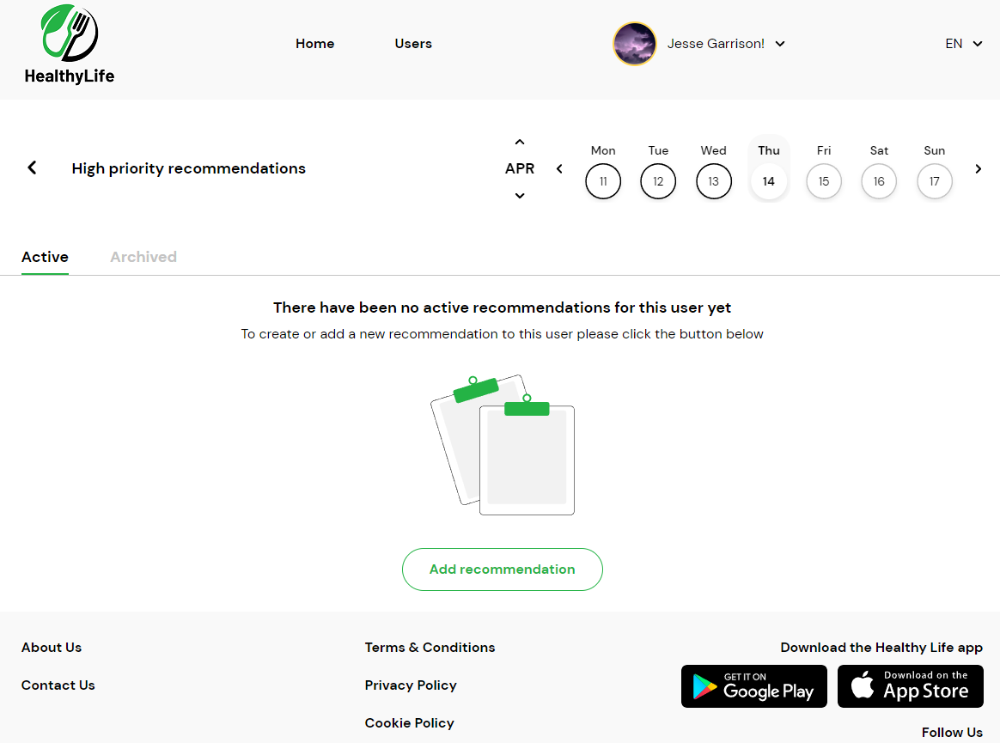 HealthyLife
Home
Users
Jesse Garrison!
EN
High priority recommendations
APR
Mon Tue Wed Thu Fri Sat Sun
11 12 13 14 15 16 17
Active
Archived
There have been no active recommendations for this user yet
To create or add a new recommendation to this user please click the button below
Add recommendation
About Us
Contact Us
Terms & Conditions
Privacy Policy
Cookie Policy
Download the Healthy Life app
GET IT ON
Google Play
Download on the
App Store
Follow Us